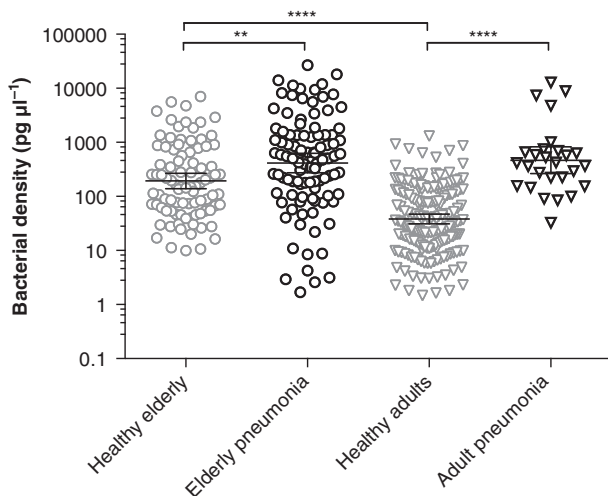 ****
** ****
100000
10000
1000
100
10
1
0.1
Bacterial density (pg µl⁻¹)
Healthy elderly
Elderly pneumonia
Healthy adults
Adult pneumonia